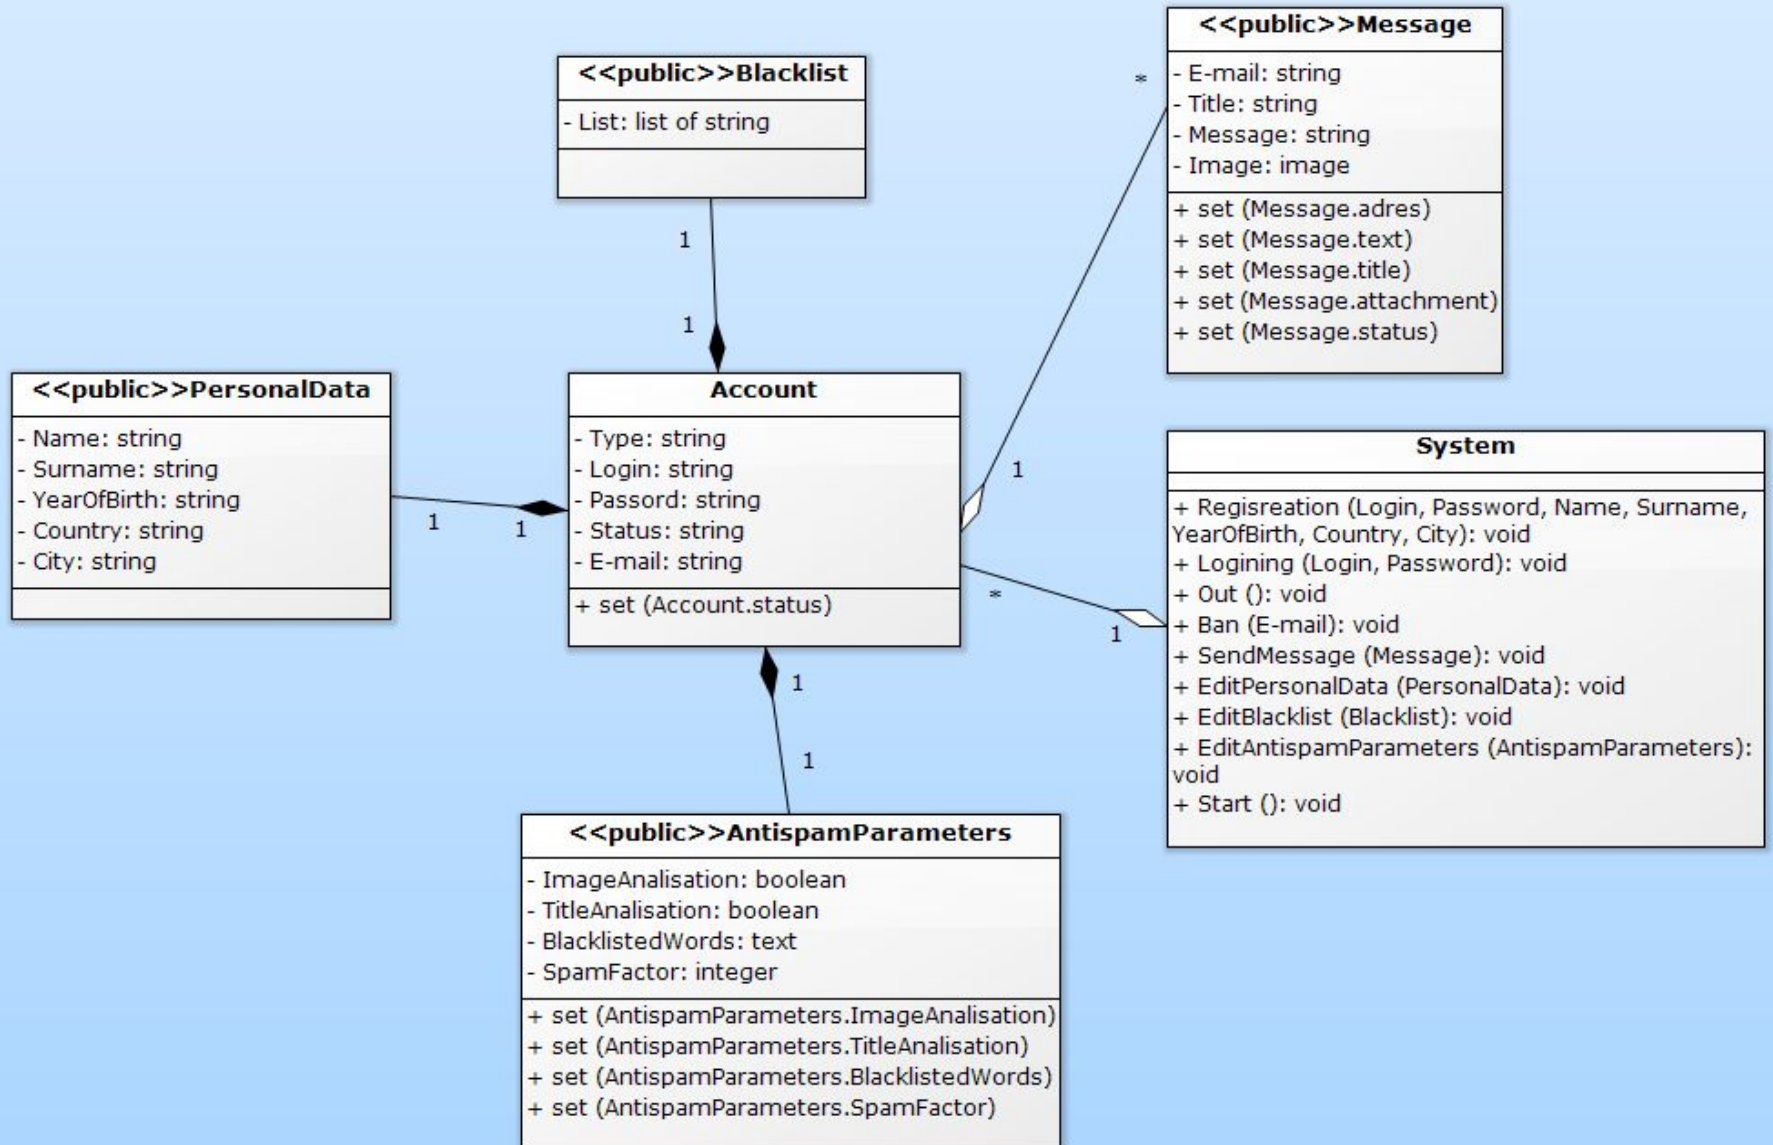 <<public>>Message
- E-mail: string
- Title: string
- Message: string
- Image: image
+ set (Message.adres)
+ set (Message.text)
+ set (Message.title)
+ set (Message.attachment)
+ set (Message.status)
<<public>>Blacklist
- List: list of string
*
1
1
<<public>>PersonalData
- Name: string
- Surname: string
- YearOfBirth: string
- Country: string
- City: string
1
1
Account
- Type: string
- Login: string
- Passord: string
- Status: string
- E-mail: string
+ set (Account.status)
1
*
1
System
+ Regisreation (Login, Password, Name, Surname,
YearOfBirth, Country, City): void
+ Logining (Login, Password): void
+ Out (): void
+ Ban (E-mail): void
+ SendMessage (Message): void
+ EditPersonalData (PersonalData): void
+ EditBlacklist (Blacklist): void
+ EditAntispamParameters (AntispamParameters):
void
+ Start (): void
1
1
<<public>>AntispamParameters
- ImageAnalisation: boolean
- TitleAnalisation: boolean
- BlacklistedWords: text
- SpamFactor: integer
+ set (AntispamParameters.ImageAnalisation)
+ set (AntispamParameters.TitleAnalisation)
+ set (AntispamParameters.BlacklistedWords)
+ set (AntispamParameters.SpamFactor)